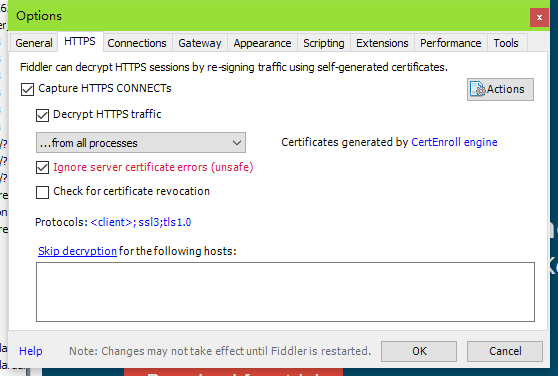 Options
x
General HTTPS Connections Gateway Appearance Scripting Extensions Performance Tools
Fiddler can decrypt HTTPS sessions by re-signing traffic using self-generated certificates.
Capture HTTPS CONNECTs
Actions
Decrypt HTTPS traffic
...from all processes
Certificates generated by CertEnroll engine
Ignore server certificate errors (unsafe)
Check for certificate revocation
Protocols: <client>; ssl3;tls1.0
Skip decryption for the following hosts:
Help
Note: Changes may not take effect until Fiddler is restarted.
OK
Cancel